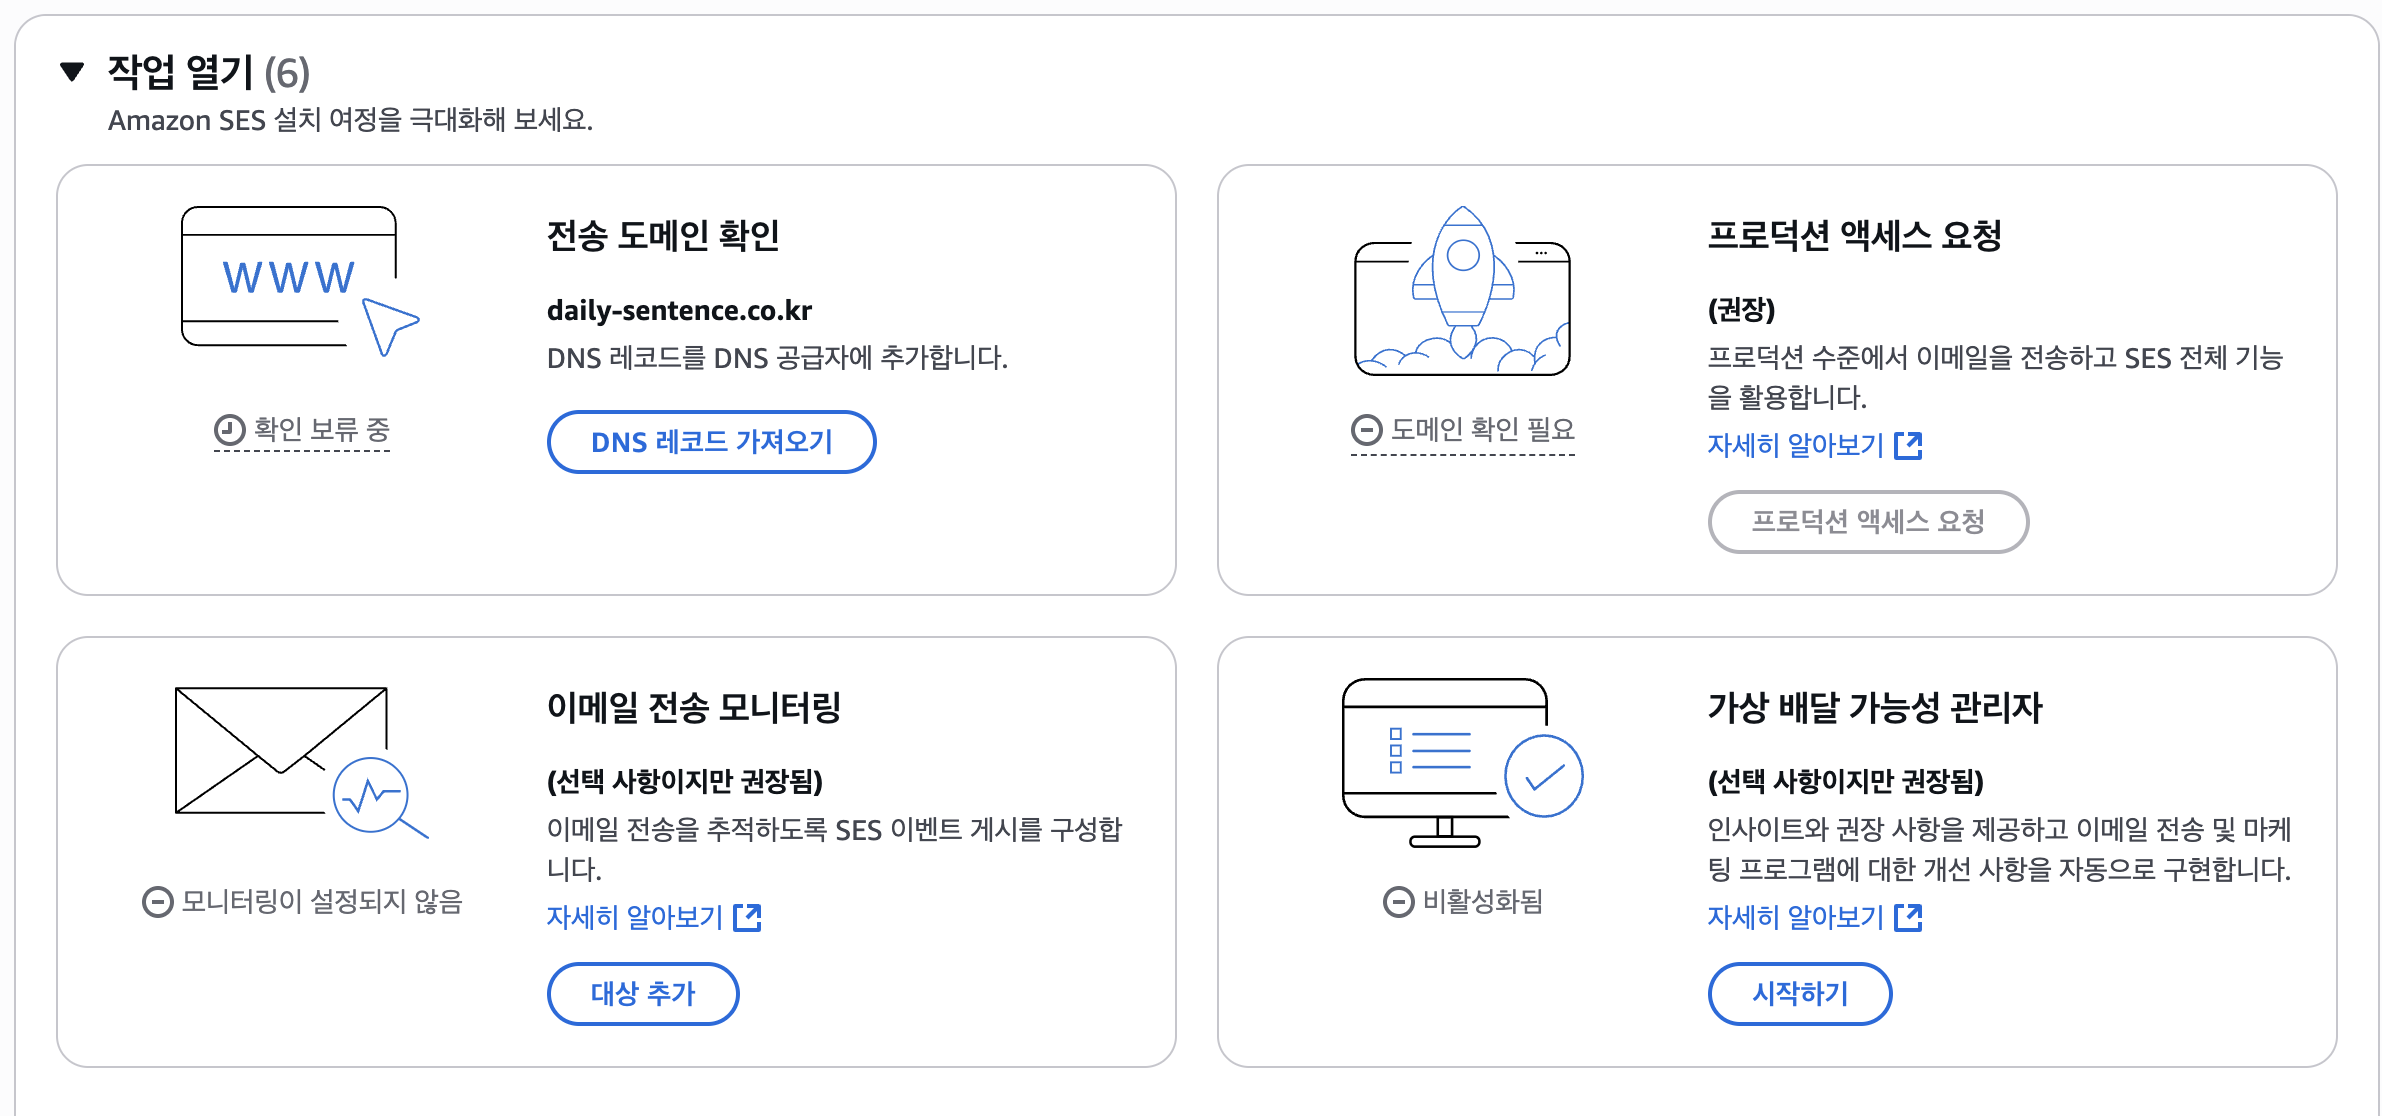 작업 열기 (6)
Amazon SES 설치 여정을 극대화해 보세요.
WWW
확인 보류 중
전송 도메인 확인
daily-sentence.co.kr
DNS 레코드를 DNS 공급자에 추가합니다.
DNS 레코드 가져오기
도메인 확인 필요
프로덕션 액세스 요청
(권장)
프로덕션 수준에서 이메일을 전송하고 SES 전체 기능
을 활용합니다.
자세히 알아보기
프로덕션 액세스 요청
모니터링이 설정되지 않음
이메일 전송 모니터링
(선택 사항이지만 권장됨)
이메일 전송을 추적하도록 SES 이벤트 게시를 구성합
니다.
자세히 알아보기
대상 추가
비활성화됨
가상 배달 가능성 관리자
(선택 사항이지만 권장됨)
인사이트와 권장 사항을 제공하고 이메일 전송 및 마케
팅 프로그램에 대한 개선 사항을 자동으로 구현합니다.
자세히 알아보기
시작하기